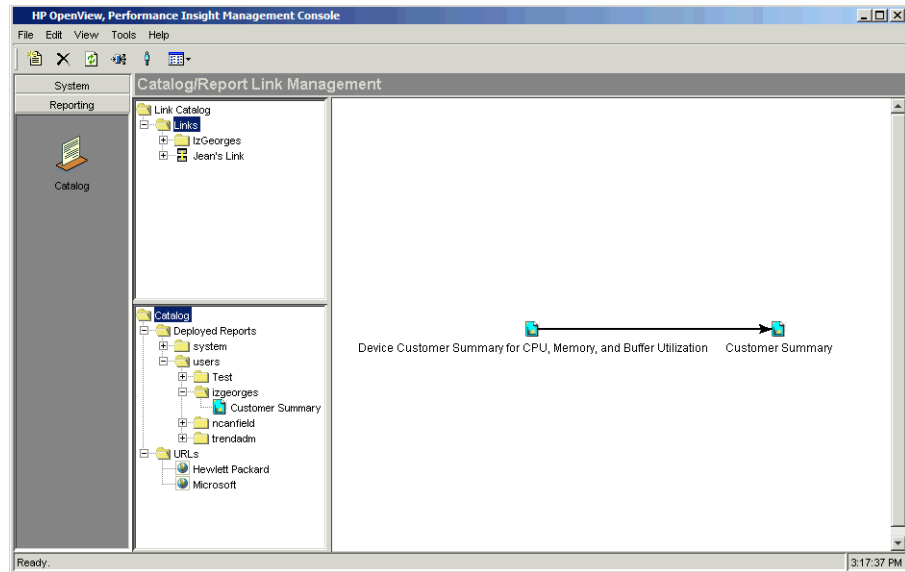 HP OpenView, Performance Insight Management Console
File Edit View Tools Help
System
Reporting
Catalog
Catalog/Report Link Management
Link Catalog
Links
IzGeorges
Jean's Link
Catalog
Deployed Reports
system
users
Test
izgeorges
Customer Summary
ncanfield
trendadm
URLs
Hewlett Packard
Microsoft
Device Customer Summary for CPU, Memory, and Buffer Utilization
Customer Summary
Ready.
3:17:37 PM